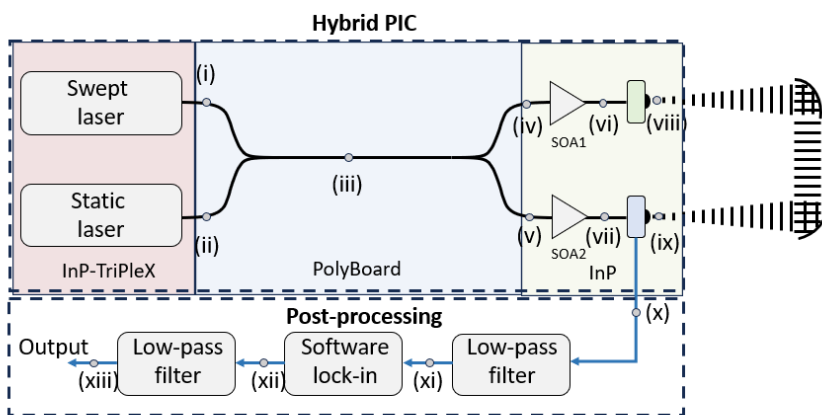 Hybrid PIC
Swept
laser
(i)
(iii)
(iv)
SOA1
(vi)
(viii)
Static
laser
(ii)
(v)
SOA2
(vii)
(ix)
InP-TriPleX
PolyBoard
InP
Post-processing
(x)
Output
(xiii)
Low-pass
filter
(xii)
Software
lock-in
(xi)
Low-pass
filter